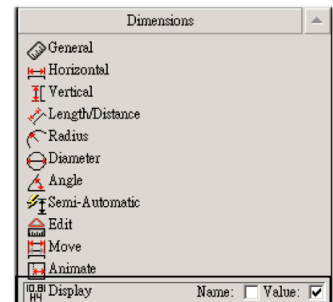 Dimensions
General
Horizontal
Vertical
Length/Distance
Radius
Diameter
Angle
Semi-Automatic
Edit
Move
Animate
Display Name: Value: